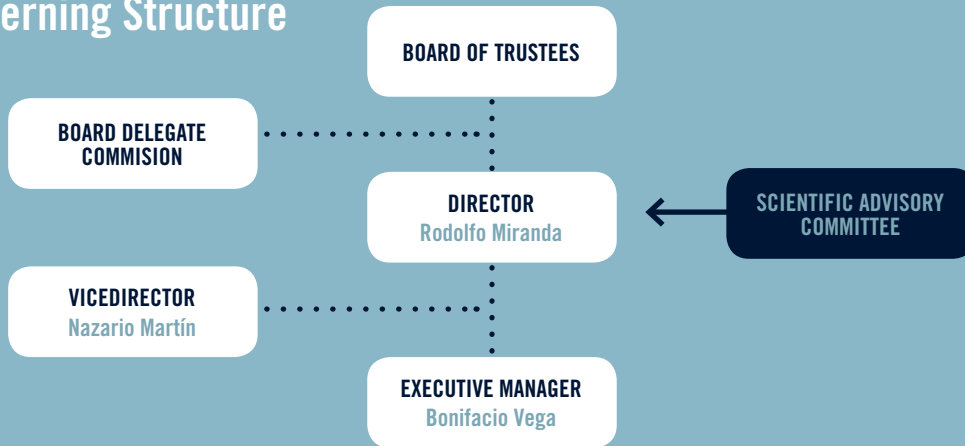 erning Structure
BOARD OF TRUSTEES
BOARD DELEGATE
COMMISION
DIRECTOR
Rodolfo Miranda
SCIENTIFIC ADVISORY
COMMITTEE
VICEDIRECTOR
Nazario Martín
EXECUTIVE MANAGER
Bonifacio Vega